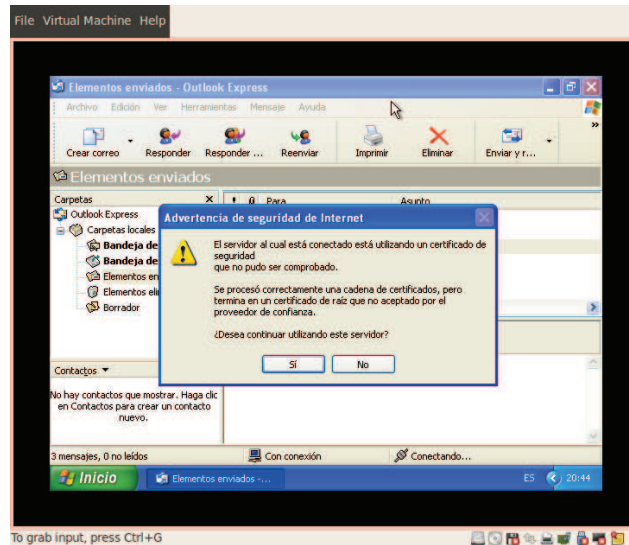 File Virtual Machine Help
Elementos enviados - Outlook Express
Archivo Edición Ver Herramientas Mensaje Ayuda
Crear correo Responder Responder ... Reenviar Imprimir Eliminar Enviar y r... »
Elementos enviados
Carpetas x ! Para Asunto
Outlook Express
Carpetas locales
Bandeja de
Bandeja de
Elementos en
Elementos eli
Borrador
Advertencia de seguridad de Internet
El servidor al cual está conectado está utilizando un certificado de
seguridad
que no pudo ser comprobado.
Se procesó correctamente una cadena de certificados, pero
termina en un certificado de raíz que no aceptado por el
proveedor de confianza.
¿Desea continuar utilizando este servidor?
Sí No
Contactos
No hay contactos que mostrar. Haga clic
en Contactos para crear un contacto
nuevo.
3 mensajes, 0 no leídos Con conexión Conectando...
Inicio Elementos enviados -... ES 20:44
To grab input, press Ctrl+G